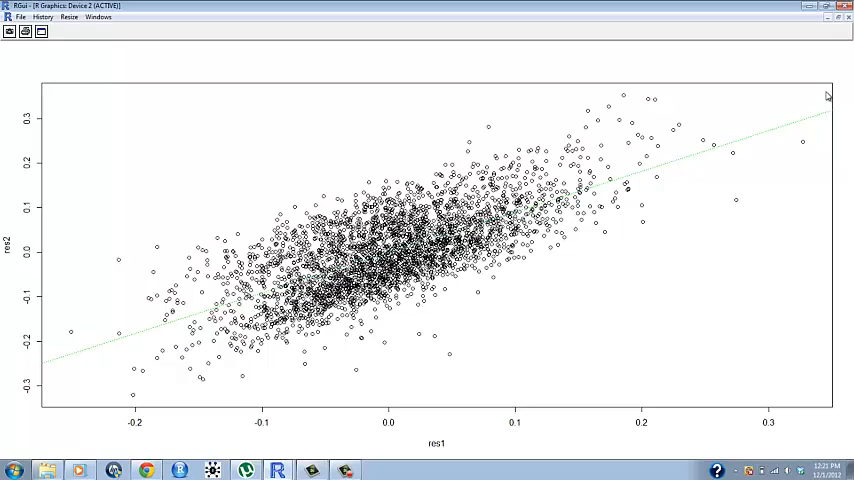 RGui - [R Graphics: Device 2 (ACTIVE)]
File History Resize Windows
res2
0.3
0.2
0.1
0.0
-0.1
-0.2
-0.3
-0.2 -0.1 0.0 0.1 0.2 0.3
res1
12:21 PM
12/1/2012